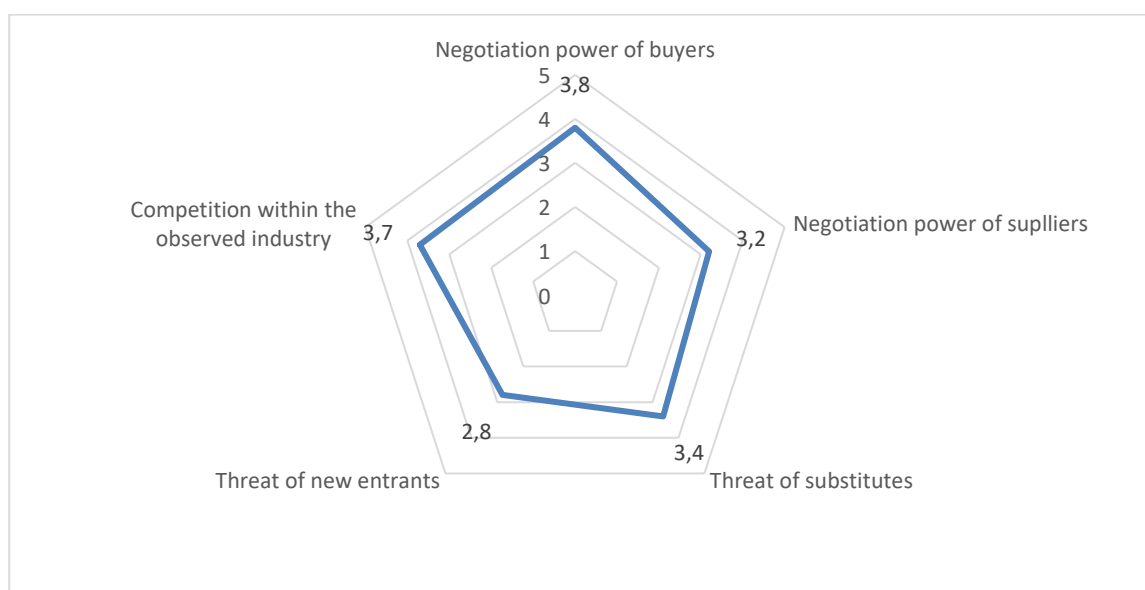 Negotiation power of buyers
5
3,8
4
3
2
1
0
Competition within the
observed industry
3,7
3,2
Negotiation power of suplliers
2,8
3,4
Threat of new entrants
Threat of substitutes